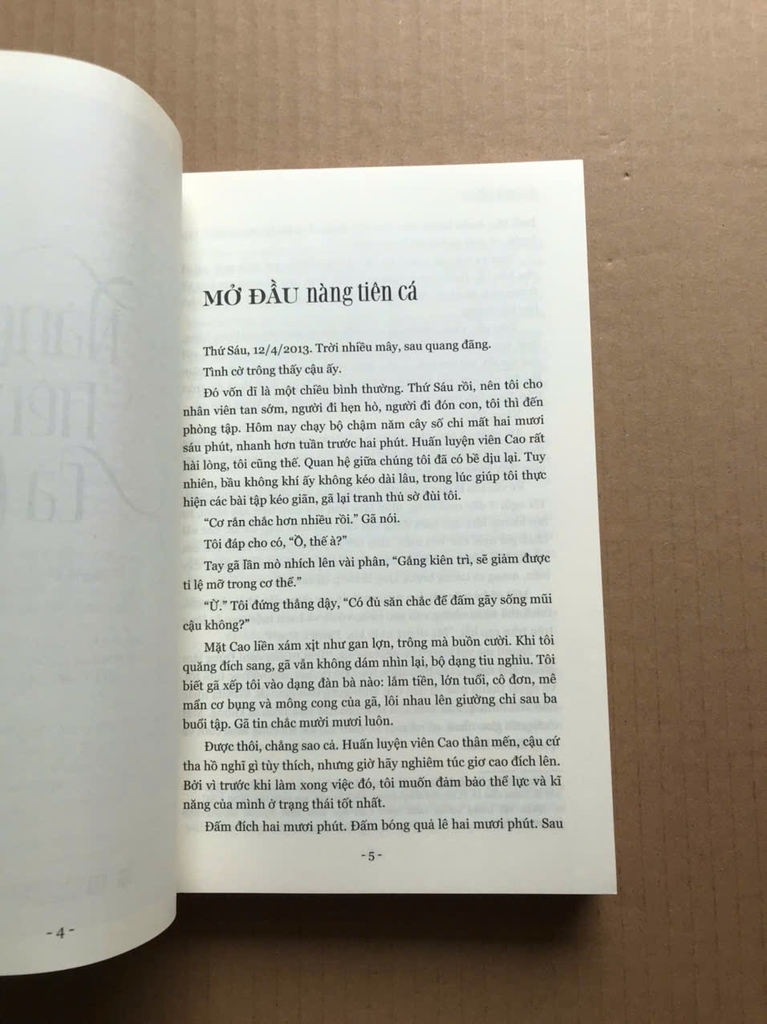 MỞ ĐẦU nàng tiên cá
Thứ Sáu, 12/4/2013. Trời nhiều mây, sau quang đãng.
Tình cờ trông thấy cậu ấy.
Đó vốn dĩ là một chiều bình thường. Thứ Sáu rồi, nên tôi cho
nhân viên tan sớm, người đi hẹn hò, người đi đón con, tôi thì đến
phòng tập. Hôm nay chạy bộ chậm năm cây số chỉ mất hai mươi
sáu phút, nhanh hơn tuần trước hai phút. Huấn luyện viên Cao rất
hài lòng, tôi cũng thế. Quan hệ giữa chúng tôi đã có bề dịu lại. Tuy
nhiên, bầu không khí ấy không kéo dài lâu, trong lúc giúp tôi thực
hiện các bài tập kéo giãn, gã lại tranh thủ sờ đùi tôi.
“Cơ rắn chắc hơn nhiều rồi.” Gã nói.
Tôi đáp cho có, “Ồ, thế à?”
Tay gã lần mò nhích lên vài phân, “Gắng kiên trì, sẽ giảm được
tỉ lệ mỡ trong cơ thể.”
“Ừ.” Tôi đứng thẳng dậy, “Có đủ săn chắc để đấm gãy sống mũi
cậu không?”
Mặt Cao liền xám xịt như gan lợn, trông mà buồn cười. Khi tôi
quăng đích sang, gã vẫn không dám nhìn lại, bộ dạng tiu nghỉu. Tôi
biết gã xếp tôi vào dạng đàn bà nào: lắm tiền, lớn tuổi, cô đơn, mê
mẩn cơ bụng và mông cong của gã, lôi nhau lên giường chỉ sau ba
buổi tập. Gã tin chắc mười mươi luôn.
Được thôi, chẳng sao cả. Huấn luyện viên Cao thân mến, cậu cứ
tha hồ nghĩ gì tùy thích, nhưng giờ hãy nghiêm túc giơ cao đích lên.
Bởi vì trước khi làm xong việc đó, tôi muốn đảm bảo thể lực và kĩ
năng của mình ở trạng thái tốt nhất.
Đấm đích hai mươi phút. Đấm bóng quả lê hai mươi phút. Sau
- 5 -
- 4 -